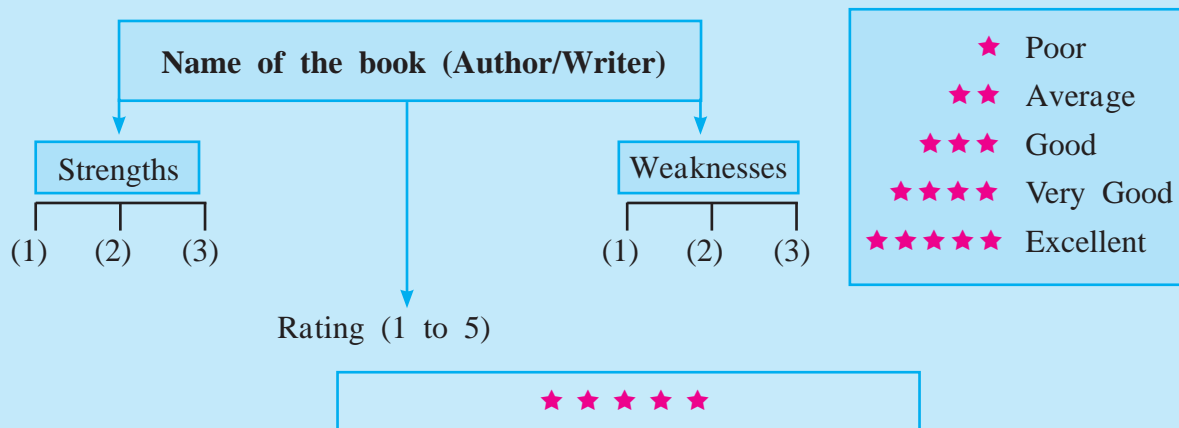 Name of the book (Author/Writer)
Strengths
(1) (2) (3)
Weaknesses
(1) (2) (3)
Rating (1 to 5)
Poor
Average
Good
Very Good
Excellent